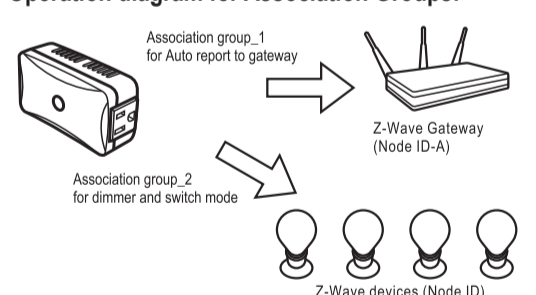 Operation diagram for Association Groups:
Association group_1
for Auto report to gateway
Z-Wave Gateway
(Node ID-A)
Association group_2
for dimmer and switch mode
Z-Wave devices (Node ID)